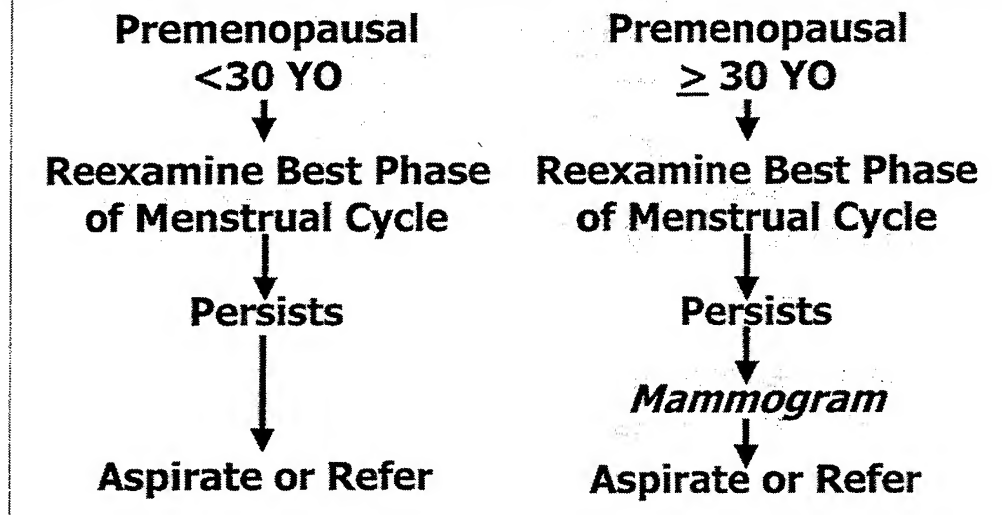 Premenopausal
<30 YO
Reexamine Best Phase
of Menstrual Cycle
Persists
Aspirate or Refer
Premenopausal
≥ 30 YO
Reexamine Best Phase
of Menstrual Cycle
Persists
Mammogram
Aspirate or Refer